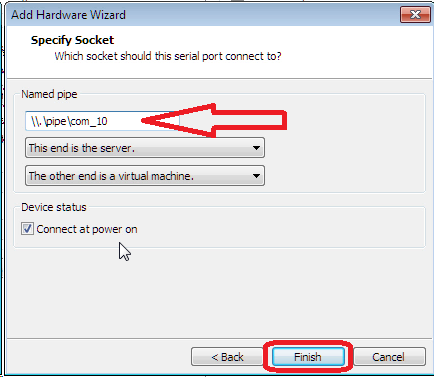 Add Hardware Wizard
Specify Socket
Which socket should this serial port connect to?
Named pipe
\\.\pipe\com_10
This end is the server.
The other end is a virtual machine.
Device status
Connect at power on
< Back
Finish
Cancel